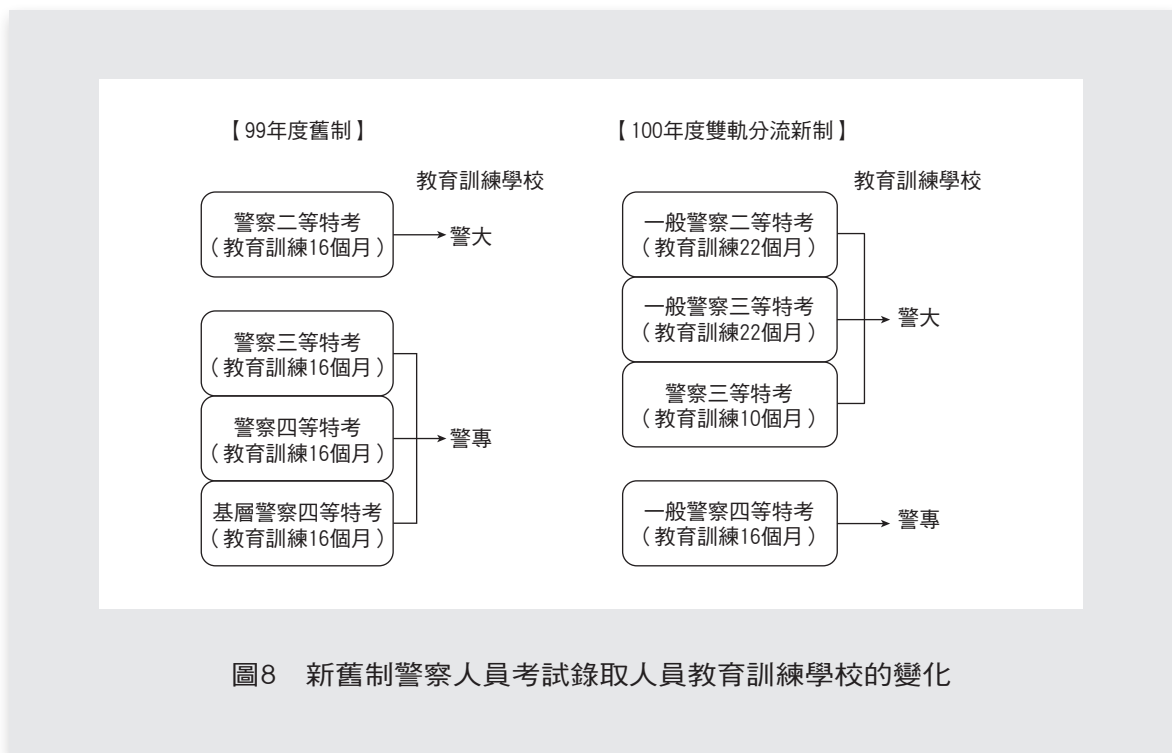 【99年度舊制】
教育訓練學校
警察二等特考
(教育訓練16個月)
警大
警察三等特考
(教育訓練16個月)
警察四等特考
(教育訓練16個月)
基層警察四等特考
(教育訓練16個月)
警專
【100年度雙軌分流新制】
教育訓練學校
一般警察二等特考
(教育訓練22個月)
一般警察三等特考
(教育訓練22個月)
警察三等特考
(教育訓練10個月)
警大
一般警察四等特考
(教育訓練16個月)
警專
圖8 新舊制警察人員考試錄取人員教育訓練學校的變化